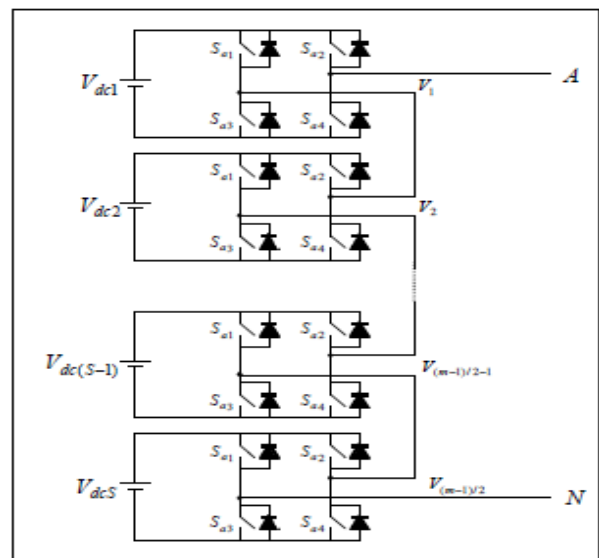 S_{a1} S_{a2}
V_{dc1} V_1 A
S_{a3} S_{a4}
S_{a1} S_{a2}
V_{dc2} V_2
S_{a3} S_{a4}
S_{a1} S_{a2}
V_{dc(S-1)} V_{(m-1)/2-1}
S_{a3} S_{a4}
S_{a1} S_{a2}
V_{dcS} V_{(m-1)/2} N
S_{a3} S_{a4}